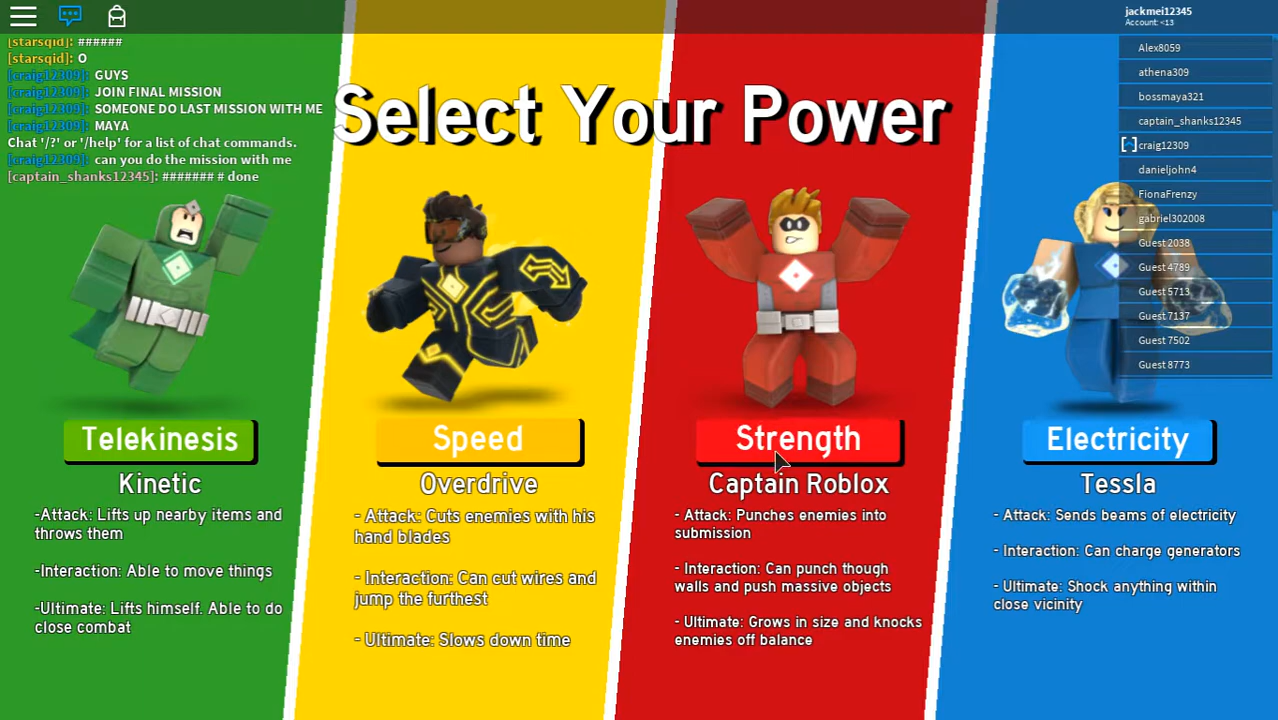 jackmei12345
Account: <13
[starsqid]: ######
[starsqid]: O
[craig12309]: GUYS
[craig12309]: JOIN FINAL MISSION
[craig12309]: SOMEONE DO LAST MISSION WITH ME
[craig12309]: MAYA
Chat '/?' or '/help' for a list of chat commands.
[craig12309]: can you do the mission with me
[captain_shanks12345]: ####### # done
Alex8059
athena309
bossmaya321
captain_shanks12345
craig12309
danieljohn4
FionaFrenzy
gabriel302008
Guest 2038
Guest 4789
Guest 5713
Guest 7137
Guest 7502
Guest 8773
Select Your Power
Telekinesis
Kinetic
-Attack: Lifts up nearby items and
throws them
-Interaction: Able to move things
-Ultimate: Lifts himself. Able to do
close combat
Speed
Overdrive
- Attack: Cuts enemies with his
hand blades
- Interaction: Can cut wires and
jump the furthest
- Ultimate: Slows down time
Strength
Captain Roblox
- Attack: Punches enemies into
submission
- Interaction: Can punch though
walls and push massive objects
- Ultimate: Grows in size and knocks
enemies off balance
Electricity
Tessla
- Attack: Sends beams of electricity
- Interaction: Can charge generators
- Ultimate: Shock anything within
close vicinity